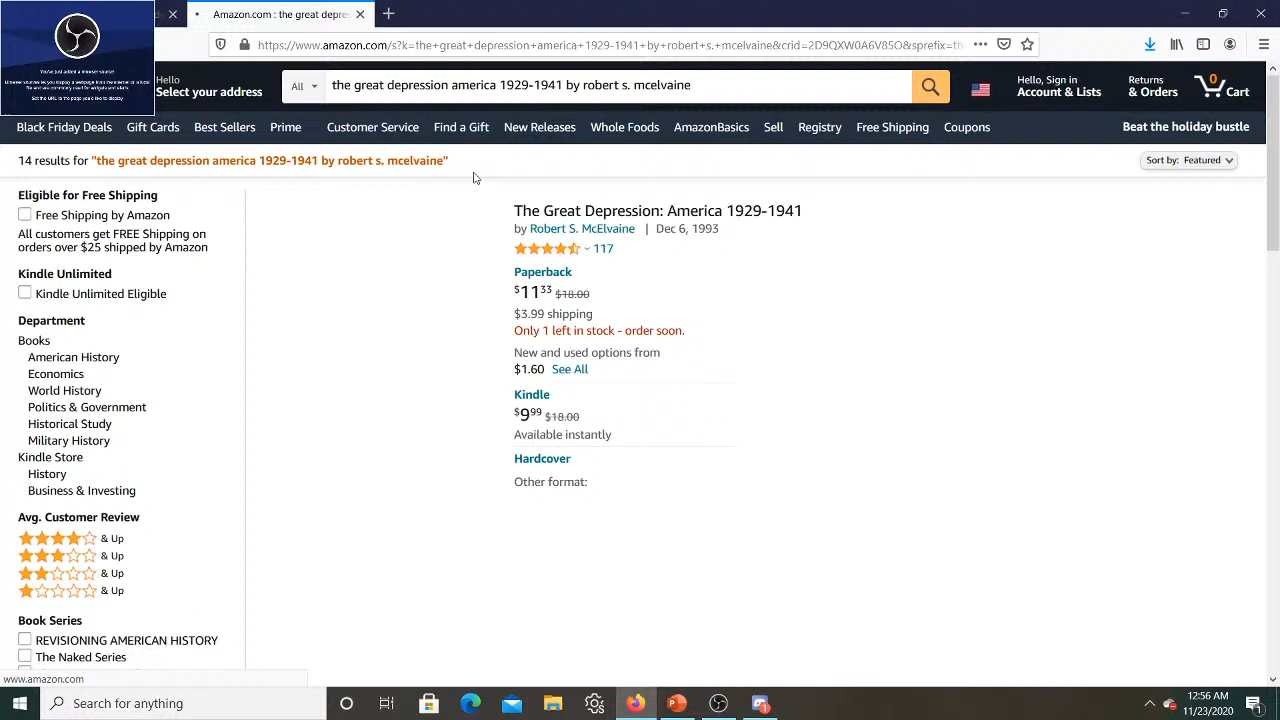 Amazon.com : the great depres
You've just added a browser source!
https://www.amazon.com/s?k=the+great+depression+america+1929-1941+by+robert+s.+mcelvaine&crid=2D9QXW0A6V85O&sprefix=th
Hello
Select your address
All
the great depression america 1929-1941 by robert s. mcelvaine
Hello, Sign in
Account & Lists
Returns
& Orders
0
Cart
Black Friday Deals Gift Cards Best Sellers Prime Customer Service Find a Gift New Releases Whole Foods AmazonBasics Sell Registry Free Shipping Coupons Beat the holiday bustle
14 results for "the great depression america 1929-1941 by robert s. mcelvaine"
Sort by: Featured
Eligible for Free Shipping
Free Shipping by Amazon
All customers get FREE Shipping on
orders over $25 shipped by Amazon
Kindle Unlimited
Kindle Unlimited Eligible
Department
Books
American History
Economics
World History
Politics & Government
Historical Study
Military History
Kindle Store
History
Business & Investing
Avg. Customer Review
& Up
& Up
& Up
& Up
Book Series
REVISIONING AMERICAN HISTORY
The Naked Series
The Great Depression: America 1929-1941
by Robert S. McElvaine | Dec 6, 1993
117
Paperback
$11 33 $18.00
$3.99 shipping
Only 1 left in stock - order soon.
New and used options from
$1.60 See All
Kindle
$9 99 $18.00
Available instantly
Hardcover
Other format:
www.amazon.com
Search for anything
12:56 AM
11/23/2020